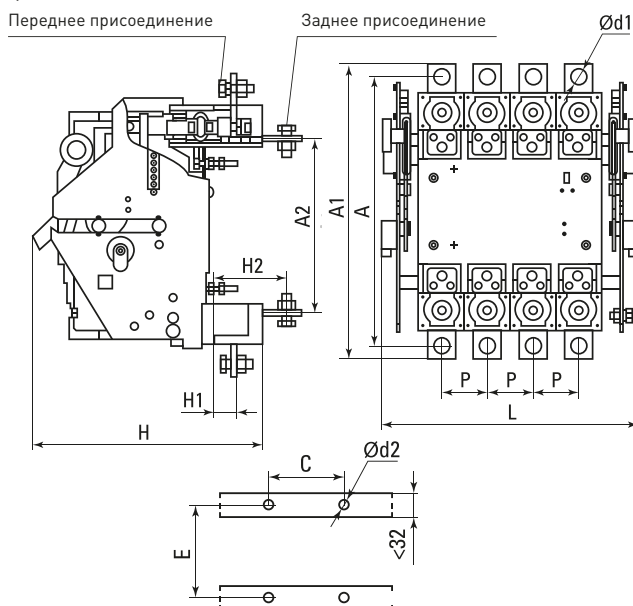 Переднее присоединение
Заднее присоединение
Ød1
A1
A
A2
H2
H1
H
P
P
P
L
C
Ød2
E
<32